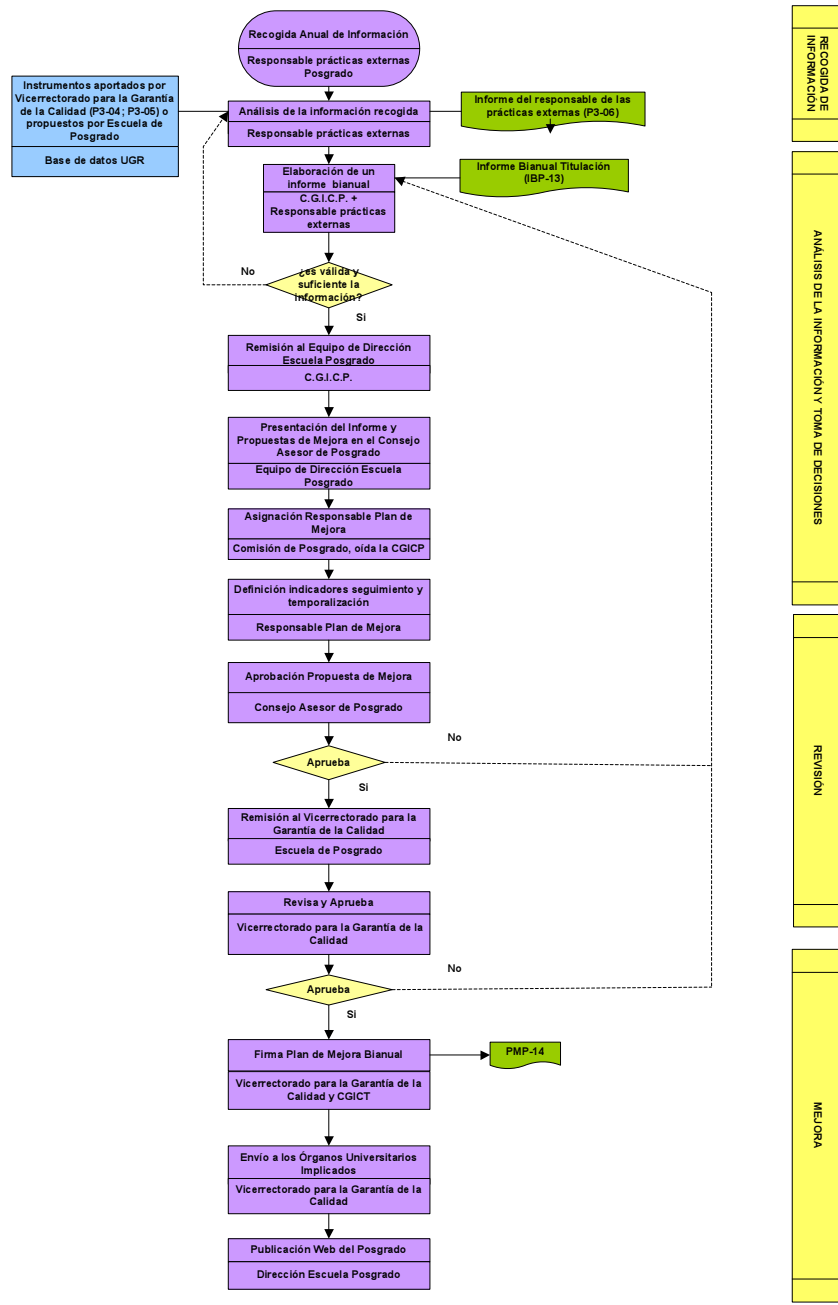 Recogida Anual de Información
Responsable prácticas externas
Posgrado
Instrumentos aportados por
Vicerrectorado para la Garantía
de la Calidad (P3-04; P3-05) o
propuestos por Escuela de
Posgrado
Base de datos UGR
Análisis de la información recogida
Responsable prácticas externas
Informe del responsable de las
prácticas externas (P3-06)
Elaboración de un
informe bianual
C.G.I.C.P. +
Responsable prácticas
externas
Informe Bianual Titulación
(IBP-13)
No
¿es válida y
suficiente la
información?
Si
Remisión al Equipo de Dirección
Escuela Posgrado
C.G.I.C.P.
Presentación del Informe y
Propuestas de Mejora en el Consejo
Asesor de Posgrado
Equipo de Dirección Escuela
Posgrado
Asignación Responsable Plan de
Mejora
Comisión de Posgrado, oída la CGICP
Definición indicadores seguimiento y
temporalización
Responsable Plan de Mejora
Aprobación Propuesta de Mejora
Consejo Asesor de Posgrado
No
Aprueba
Si
Remisión al Vicerrectorado para la
Garantía de la Calidad
Escuela de Posgrado
Revisa y Aprueba
Vicerrectorado para la Garantía de la
Calidad
No
Aprueba
Si
Firma Plan de Mejora Bianual
Vicerrectorado para la Garantía de la
Calidad y CGICT
PMP-14
Envío a los Órganos Universitarios
Implicados
Vicerrectorado para la Garantía de la
Calidad
Publicación Web del Posgrado
Dirección Escuela Posgrado
RECOGIDA DE
INFORMACIÓN
ANÁLISIS DE LA INFORMACIÓN Y TOMA DE DECISIONES
REVISIÓN
MEJORA